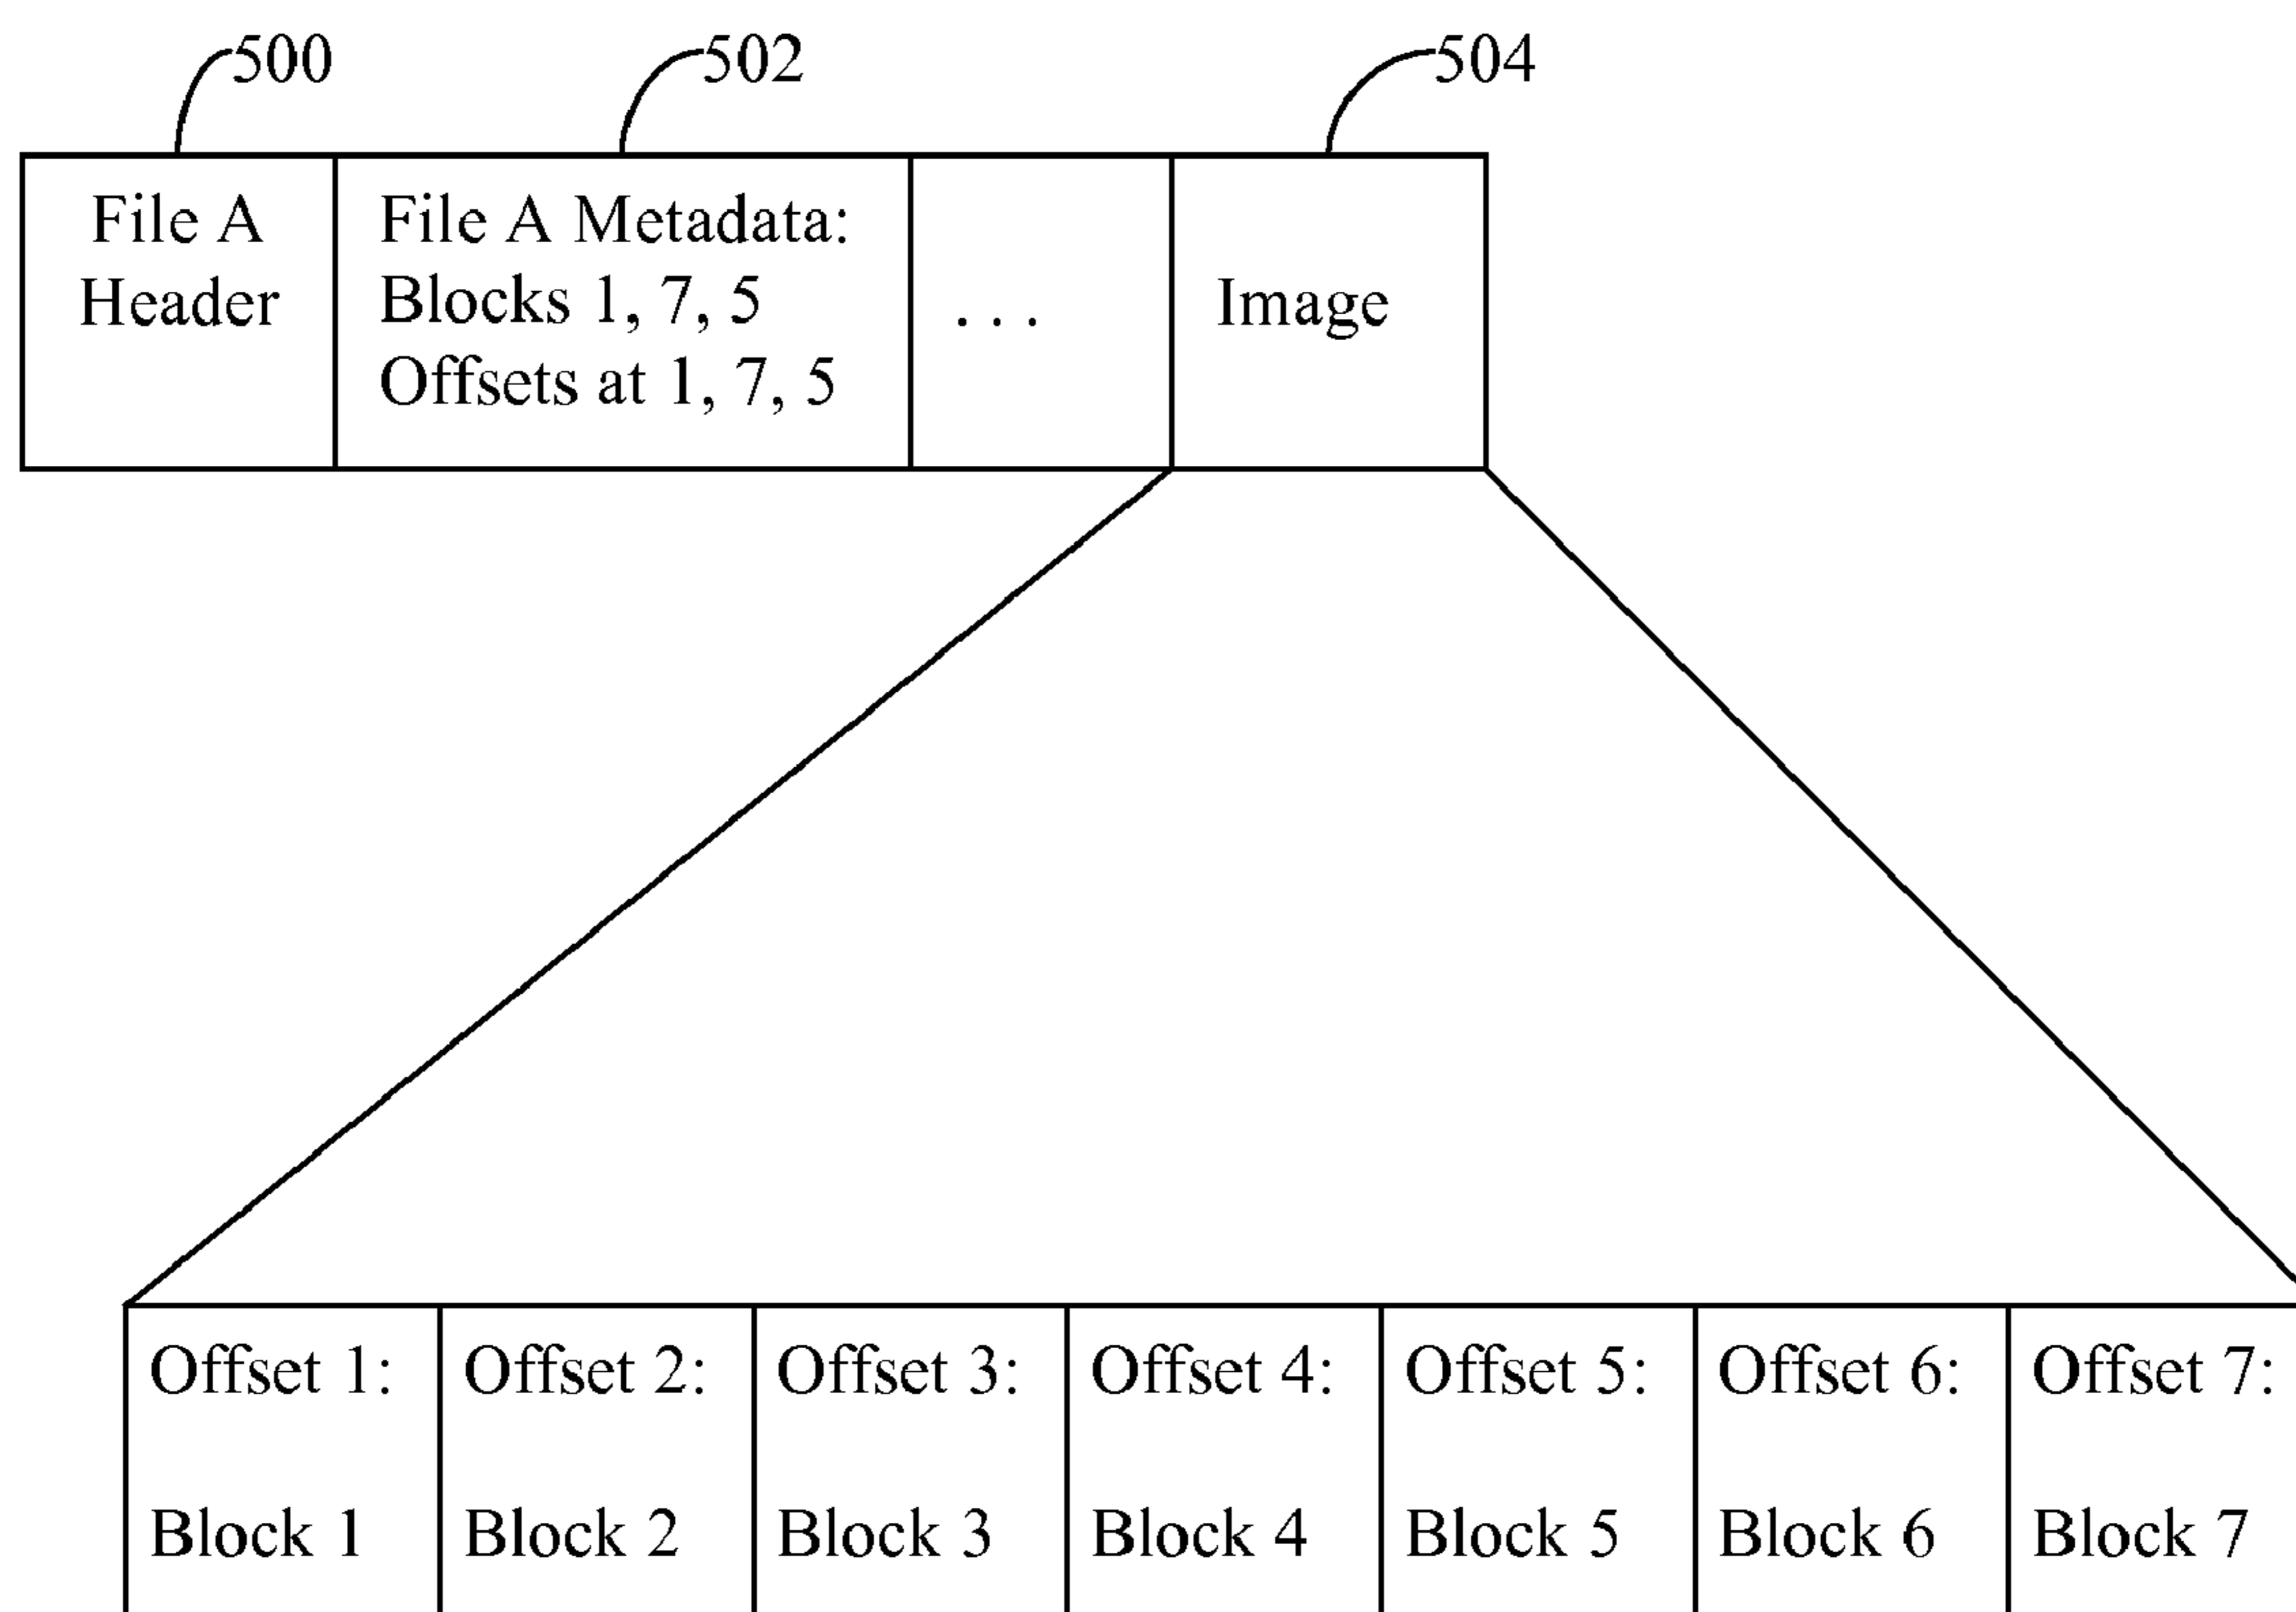 500
502
504
File A
Header
File A Metadata:
Blocks 1, 7, 5
Offsets at 1, 7, 5
. . .
Image
Offset 1:
Block 1
Offset 2:
Block 2
Offset 3:
Block 3
Offset 4:
Block 4
Offset 5:
Block 5
Offset 6:
Block 6
Offset 7:
Block 7